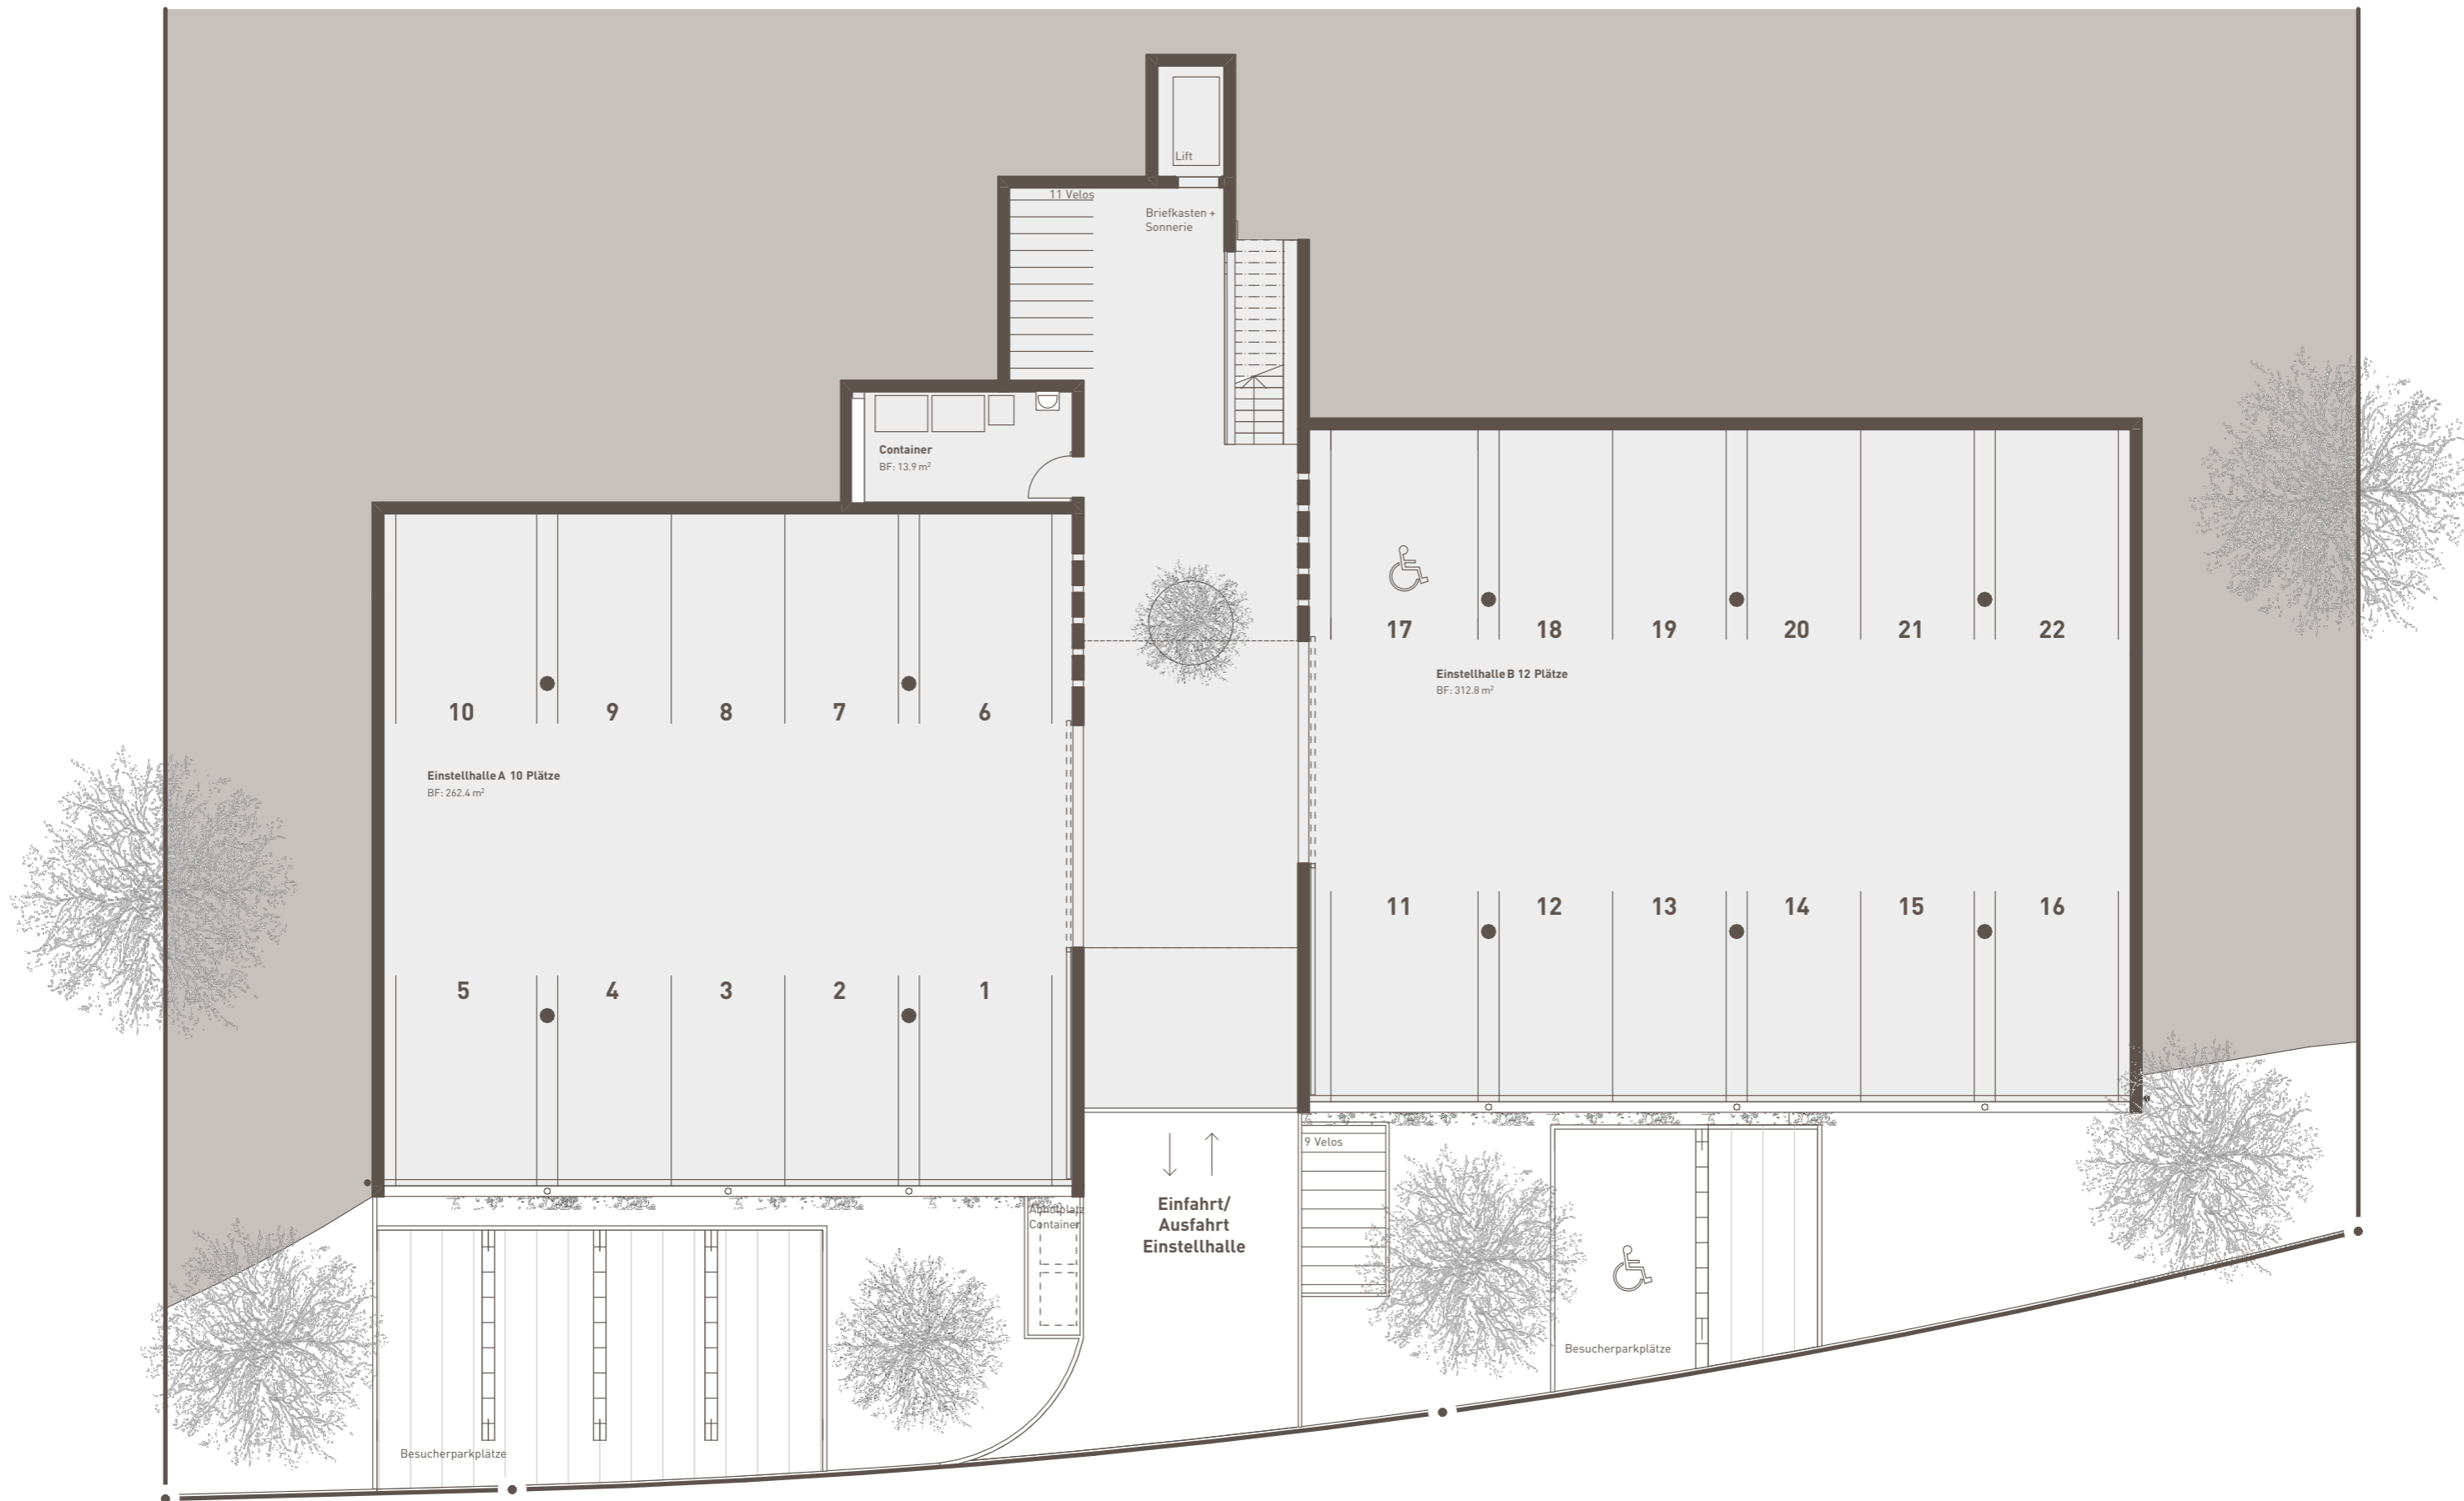 Lift
11 Velos
Briefkasten +
Sonnerie
Container
BF: 13.9 m²
17
18
19
20
21
22
Einstellhalle B 12 Plätze
BF: 312.8 m²
10
9
8
7
6
Einstellhalle A 10 Plätze
BF: 262.4 m²
11
12
13
14
15
16
5
4
3
2
1
9 Velos
Einfahrt/
Ausfahrt
Einstellhalle
Abholplatz
Container
Besucherparkplätze
Besucherparkplätze